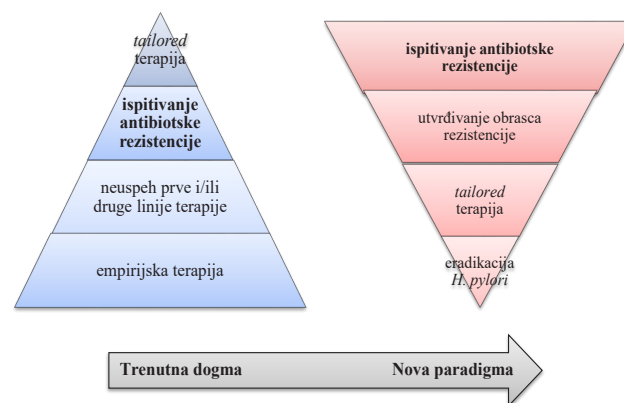 tailored
terapija
ispitivanje
antibiotske
rezistencije
neuspeh prve i/ili
druge linije terapije
empirijska terapija
ispitivanje antibiotske
rezistencije
utvrđivanje obrasca
rezistencije
tailored
terapija
eradikacija
H. pylori
Trenutna dogma
Nova paradigma